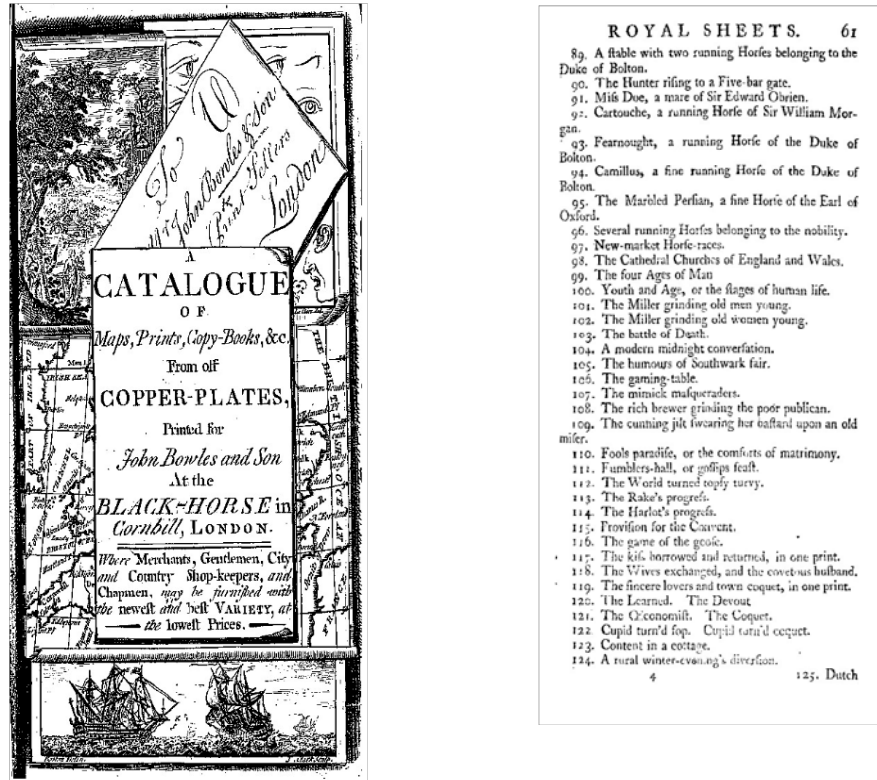 To
Mr. John Bowles & Son
Print Sellers
London
A
CATALOGUE
OF
Maps, Prints, Copy-Books, &c.
From off
COPPER-PLATES,
Printed for
John Bowles and Son
At the
BLACK-HORSE in
Cornhill, LONDON.
Where Merchants, Gentlemen, City
and Country Shop-keepers, and
Chapmen, may be furnished with
the newest and best VARIETY, at
the lowest Prices.
PART OF IRELAND
IRISH SEA
CHANNEL
THE BRITISH OCEAN
ROYAL SHEETS. 61
89. A ſtable with two running Horſes belonging to the
Duke of Bolton.
90. The Hunter riſing to a Five-bar gate.
91. Miſs Doe, a mare of Sir Edward Obrien.
92. Cartouche, a running Horſe of Sir William Mor-
gan.
93. Fearnought, a running Horſe of the Duke of
Bolton.
94. Camillus, a fine running Horſe of the Duke of
Bolton.
95. The Marbled Perſian, a fine Horſe of the Earl of
Oxford.
96. Several running Horſes belonging to the nobility.
97. New-market Horſe-races.
98. The Cathedral Churches of England and Wales.
99. The four Ages of Man
100. Youth and Age, or the ſtages of human life.
101. The Miller grinding old men young.
102. The Miller grinding old women young.
103. The battle of Death.
104. A modern midnight converſation.
105. The humours of Southwark fair.
106. The gaming-table.
107. The mimick maſqueraders.
108. The rich brewer grinding the poor publican.
109. The cunning jilt ſwearing her baſtard upon an old
miſer.
110. Fools paradiſe, or the comforts of matrimony.
111. Fumblers-hall, or goſſips feaſt.
112. The World turned topſy turvy.
113. The Rake's progreſs.
114. The Harlot's progreſs.
115. Proviſion for the Convent.
116. The game of the gooſe.
117. The kiſs borrowed and returned, in one print.
118. The Wives exchanged, and the covetous huſband.
119. The ſincere lovers and town coquet, in one print.
120. The Learned. The Devout
121. The Œconomiſt. The Coquet.
122 Cupid turn'd fop. Cupid turn'd coquet.
123. Content in a cottage.
124. A rural winter-evening's diverſion.
4 125. Dutch